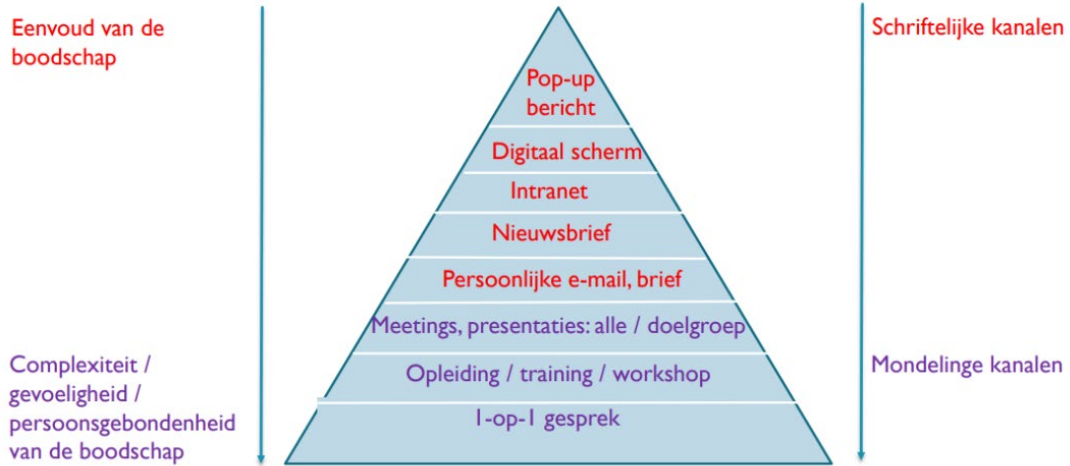 Eenvoud van de
boodschap
Schriftelijke kanalen
Pop-up
bericht
Digitaal scherm
Intranet
Nieuwsbrief
Persoonlijke e-mail, brief
Meetings, presentaties: alle / doelgroep
Opleiding / training / workshop
1-op-1 gesprek
Complexiteit /
gevoeligheid /
persoonsgebondenheid
van de boodschap
Mondelinge kanalen